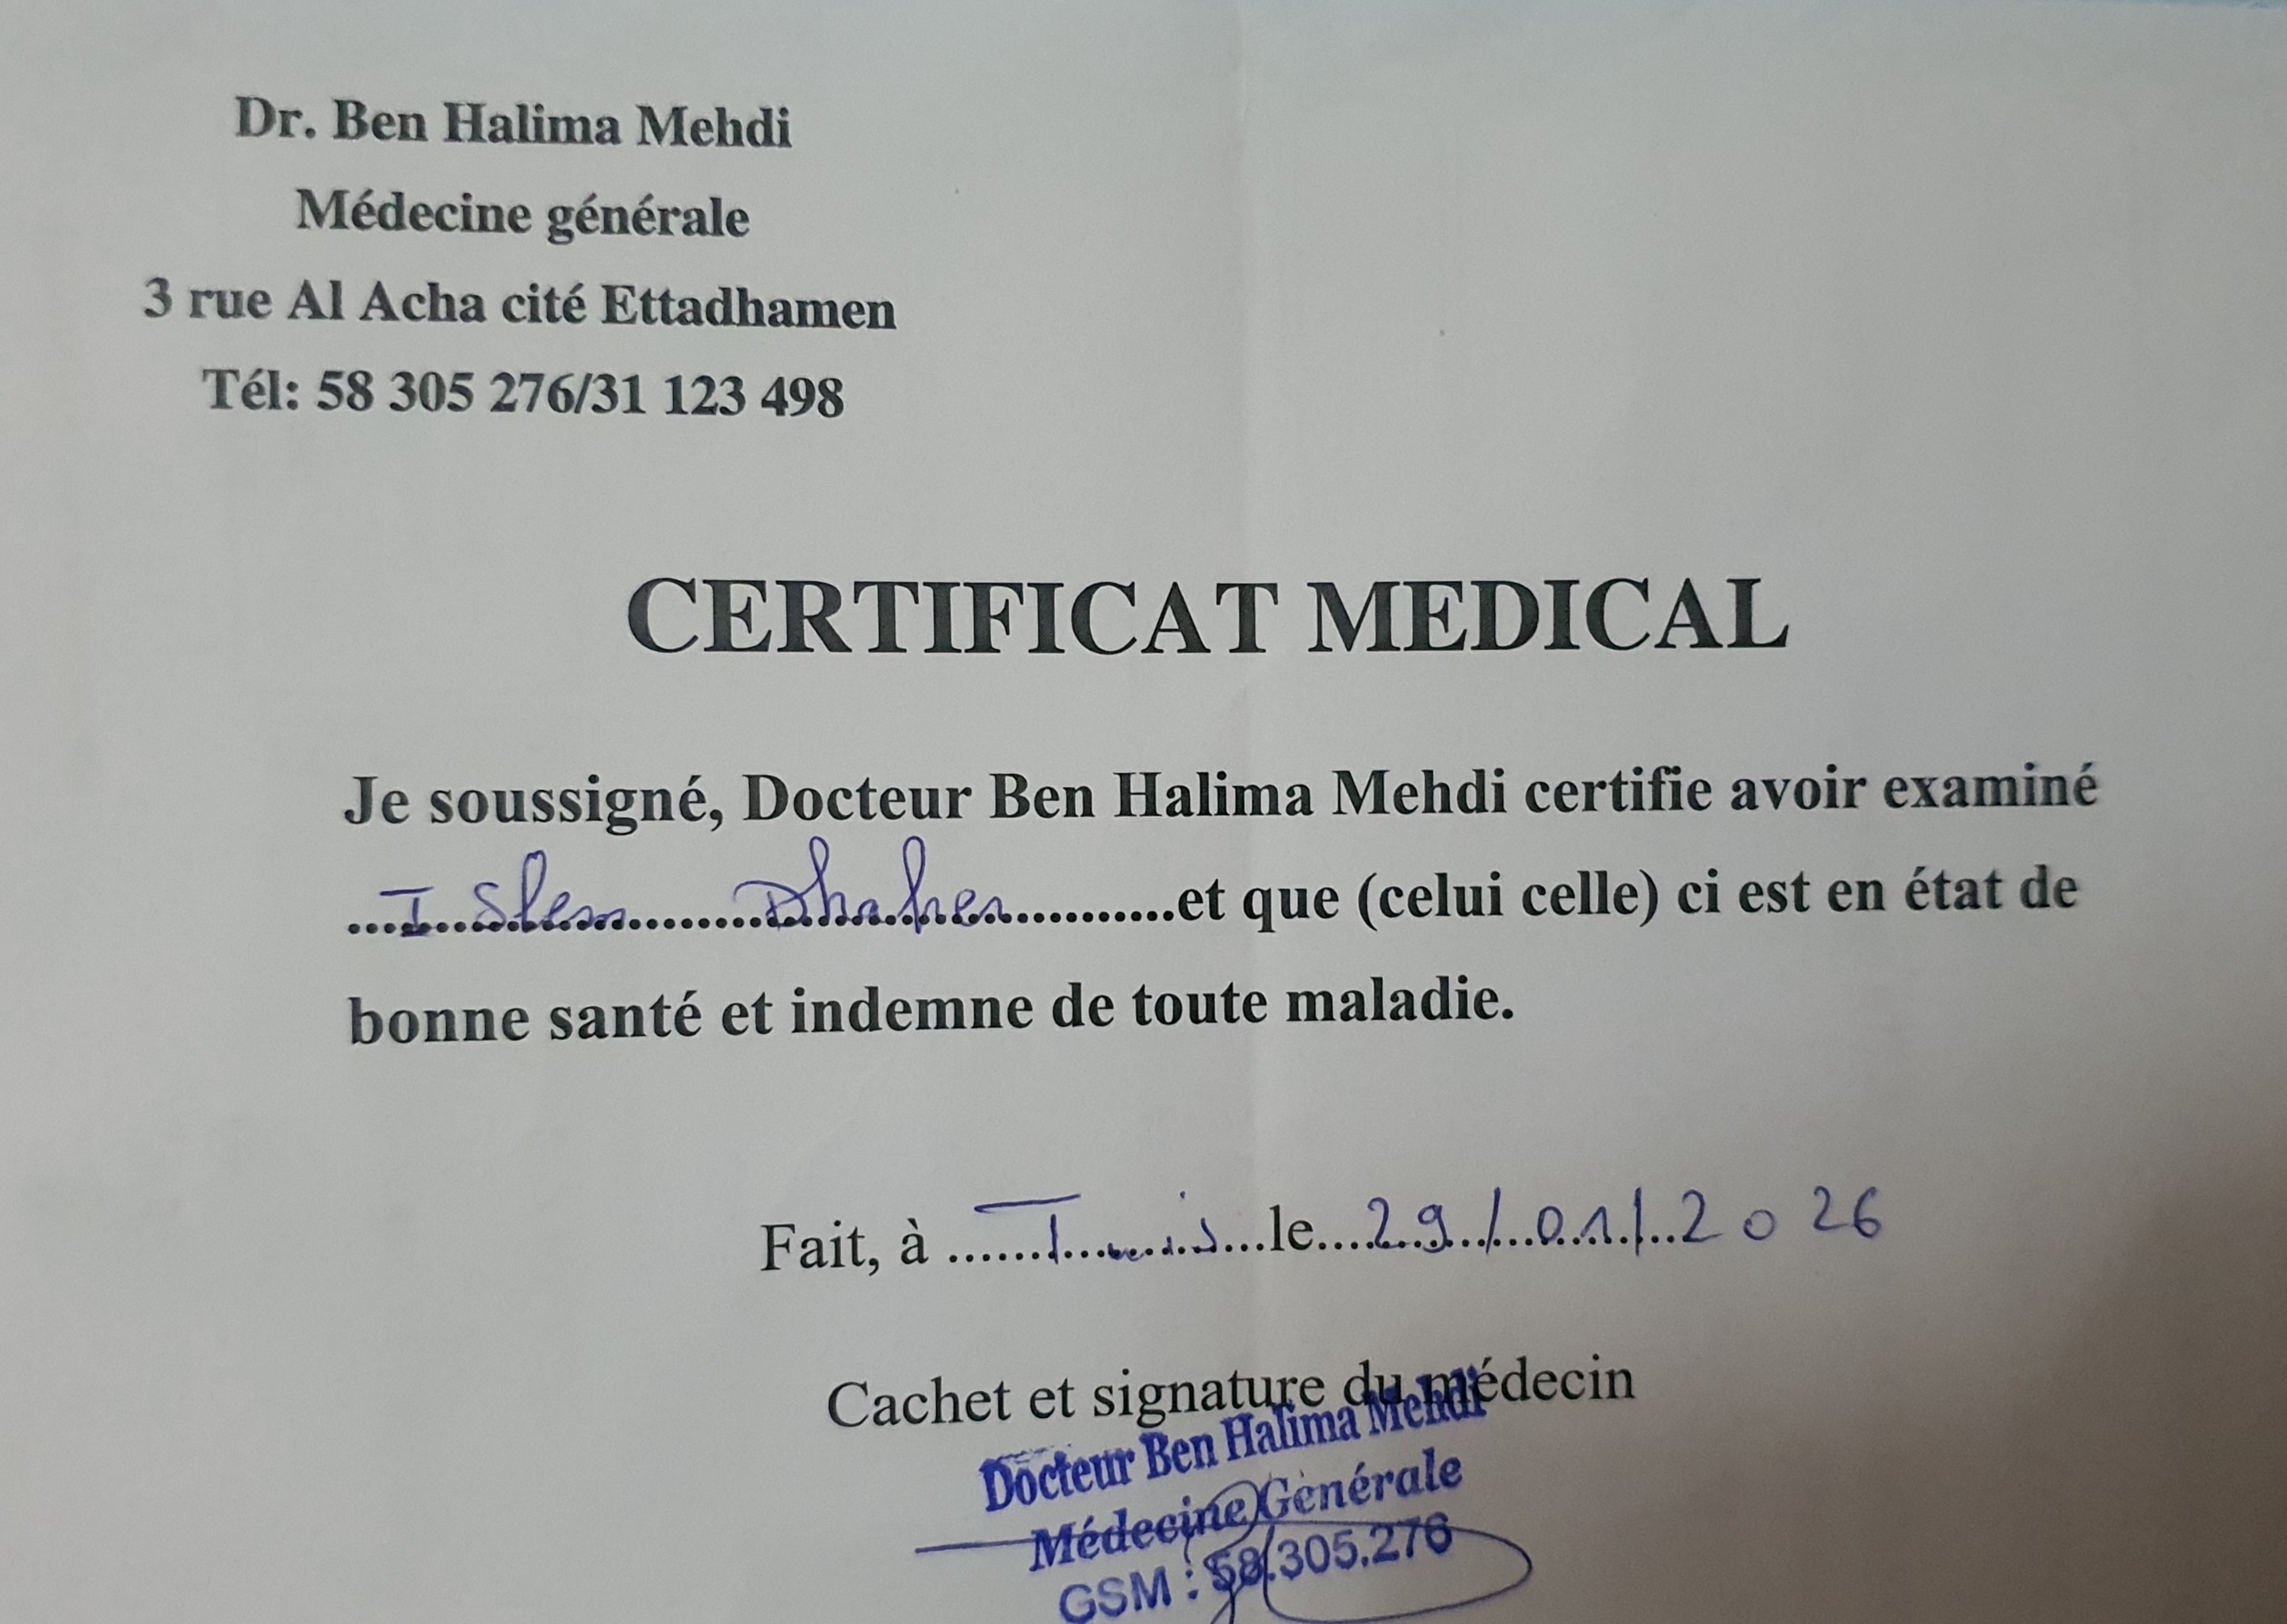 Dr. Ben Halima Mehdi
Médecine générale
3 rue Al Acha cité Ettadhamen
Tél: 58 305 276/31 123 498
CERTIFICAT MEDICAL
Je soussigné, Docteur Ben Halima Mehdi certifie avoir examiné
...Islem.........Dhaher..........et que (celui celle) ci est en état de
bonne santé et indemne de toute maladie.
Fait, à .......Tunis...le....29/01/2026
Cachet et signature du médecin
Docteur Ben Halima Mehdi
Médecine Générale
GSM : 58.305.276